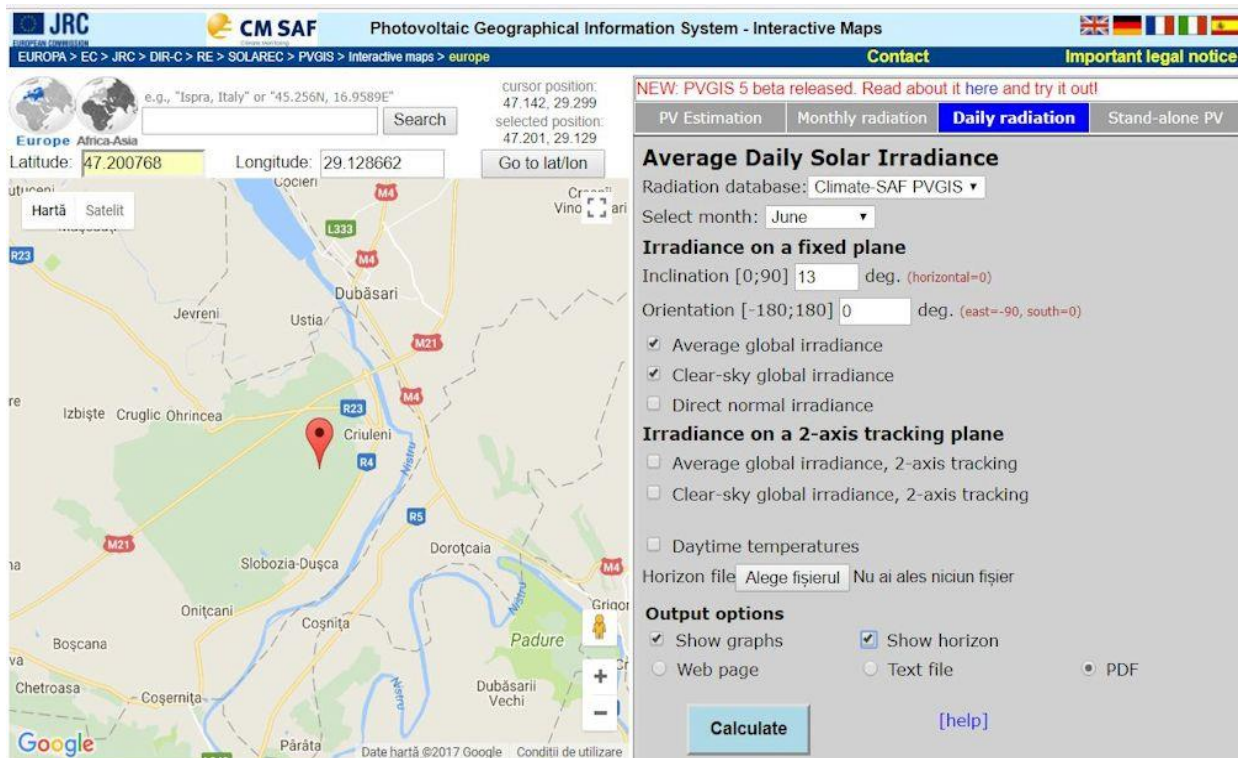 JRC
EUROPEAN COMMISSION
CM SAF
Photovoltaic Geographical Information System - Interactive Maps
EUROPA > EC > JRC > DIR-C > RE > SOLAREC > PVGIS > Interactive maps > europe
Contact
Important legal notice
Europe
Africa-Asia
e.g., "Ispra, Italy" or "45.256N, 16.9589E"
Search
cursor position:
47.142, 29.299
selected position:
47.201, 29.129
Latitude: 47.200768
Longitude: 29.128662
Go to lat/lon
Hartă Satelit
Cocieri
M4
L333
R23
M4
Dubăsari
Jevreni
Ustia
M21
M4
Izbiște Cruglic Ohrincea
R23
Criuleni
Nistru
R4
R5
M21
Doroțcaia
M4
Slobozia-Dușca
Onițcani
Coșnița
Nistru
Grigor
Boșcana
Padure
Chetroasa
Coșernița
Nistru
Dubăsarii
Vechi
Pârâta
Google
Date hartă ©2017 Google
Condiții de utilizare
NEW: PVGIS 5 beta released. Read about it here and try it out!
PV Estimation
Monthly radiation
Daily radiation
Stand-alone PV
Average Daily Solar Irradiance
Radiation database: Climate-SAF PVGIS
Select month: June
Irradiance on a fixed plane
Inclination [0;90] 13 deg. (horizontal=0)
Orientation [-180;180] 0 deg. (east=-90, south=0)
Average global irradiance
Clear-sky global irradiance
Direct normal irradiance
Irradiance on a 2-axis tracking plane
Average global irradiance, 2-axis tracking
Clear-sky global irradiance, 2-axis tracking
Daytime temperatures
Horizon file Alege fișierul Nu ai ales niciun fișier
Output options
Show graphs
Show horizon
Web page
Text file
PDF
Calculate
[help]